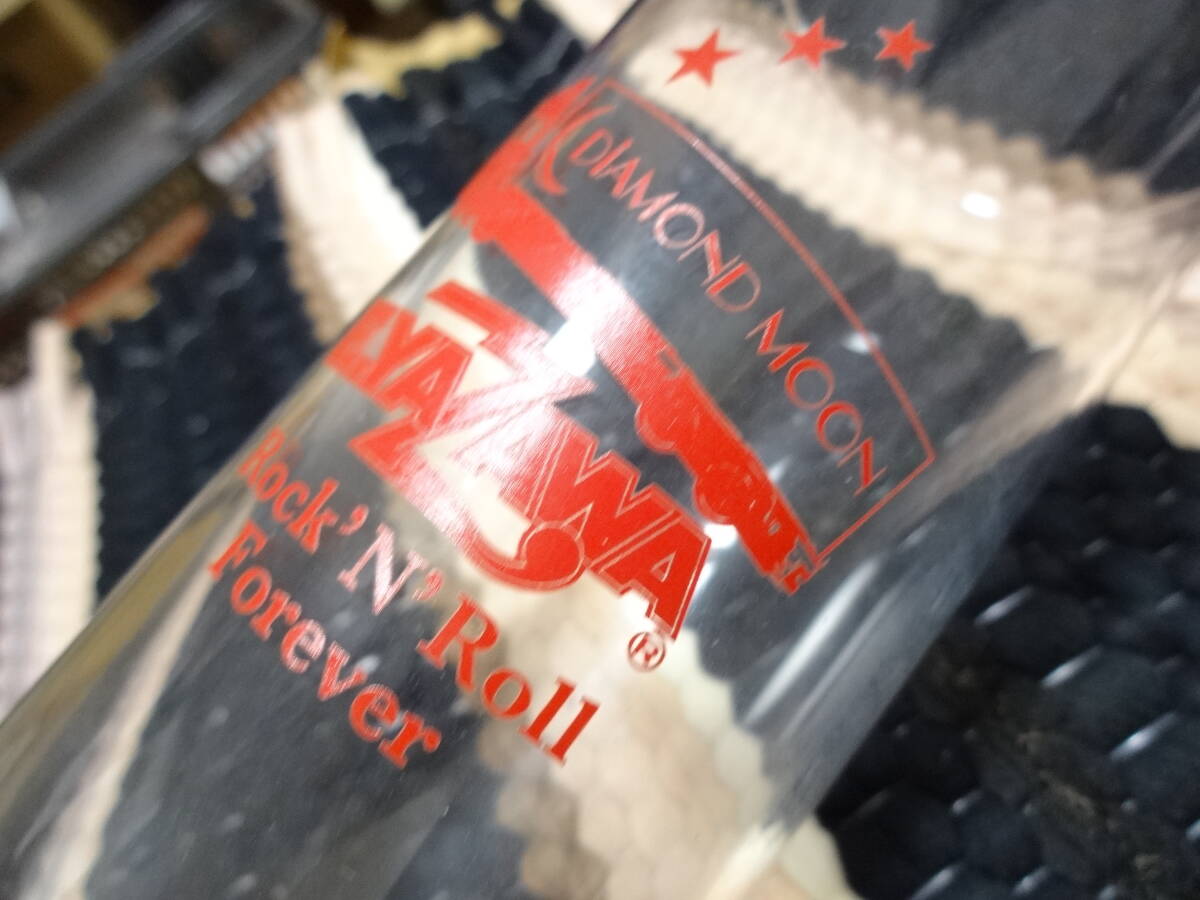 DIAMOND MOON
YAZAWA®
Rock'N'Roll
Forever